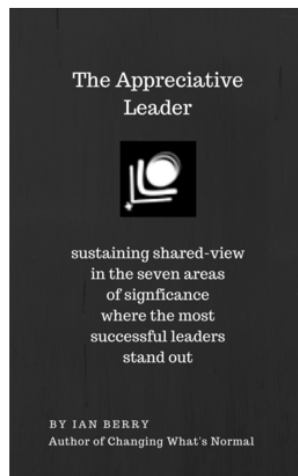 The Appreciative
Leader
sustaining shared-view
in the seven areas
of signficance
where the most
successful leaders
stand out
BY IAN BERRY
Author of Changing What's Normal